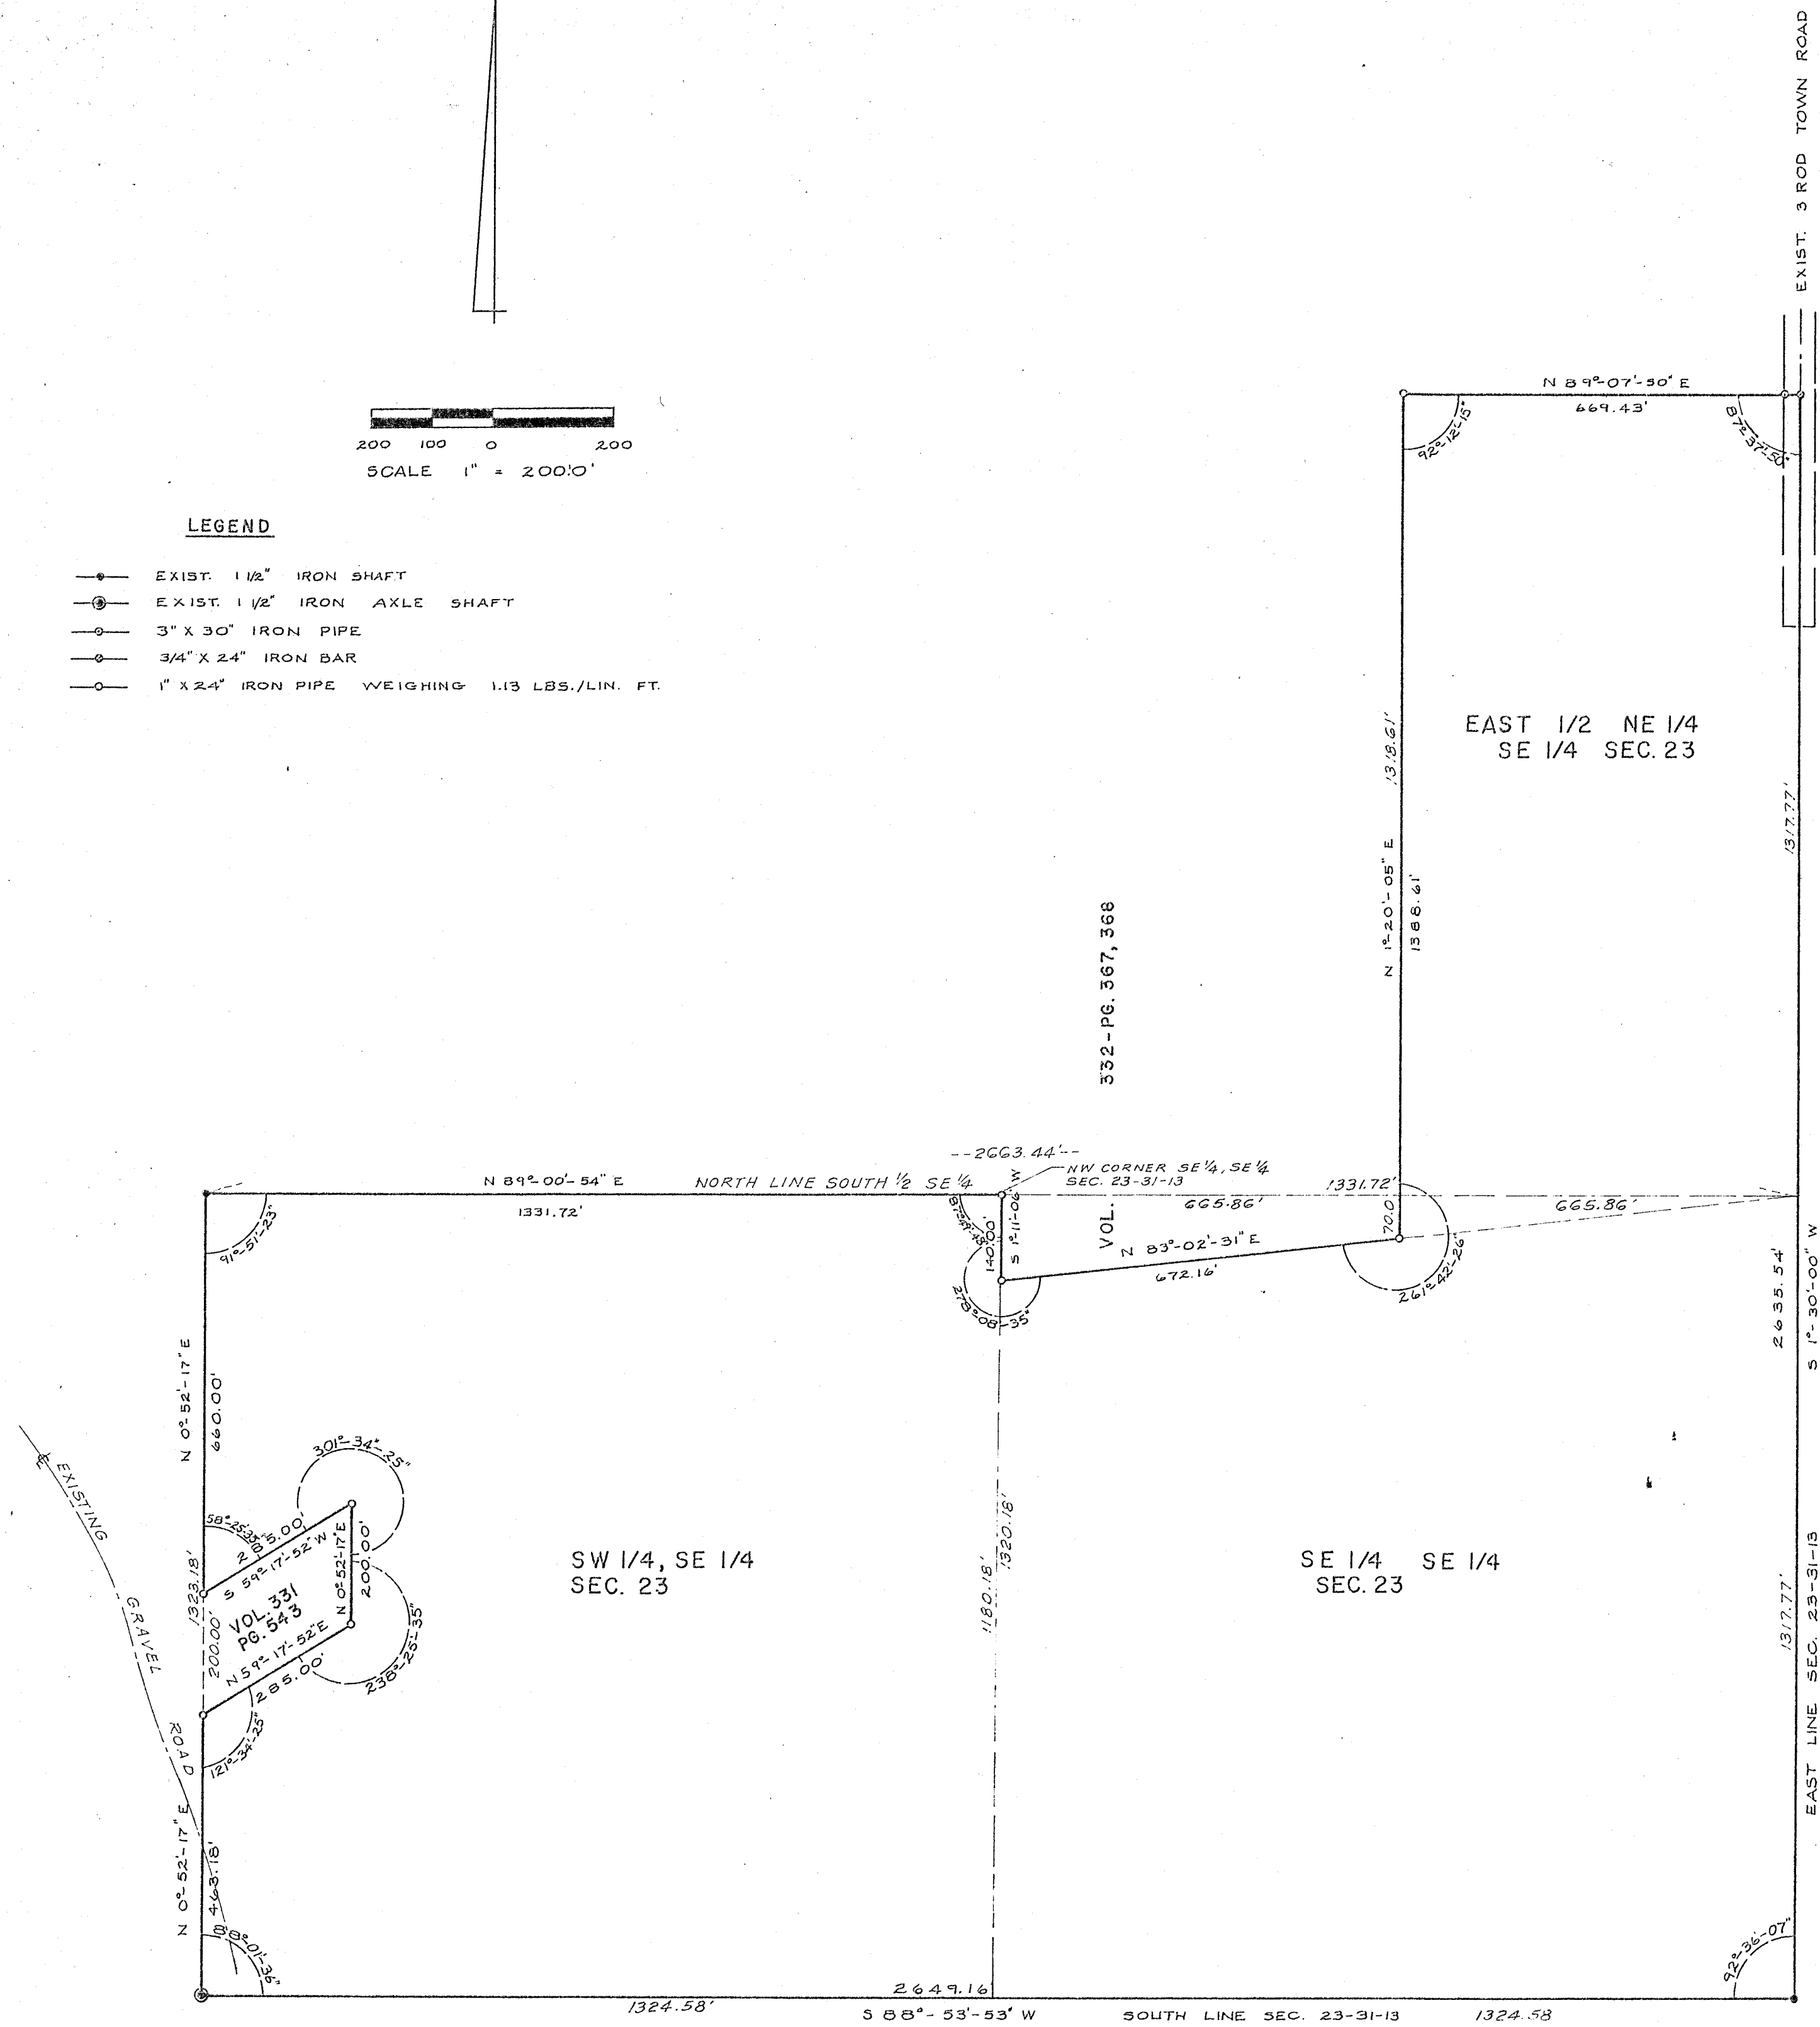 EXIST. 3 ROD TOWN ROAD
N 89°-07'-50" E
669.43'
92°-12'-15"
87°-37'-50"
200 100 0 200
SCALE 1" = 200.'0'
LEGEND
EXIST. 1 1/2" IRON SHAFT
EXIST. 1 1/2" IRON AXLE SHAFT
3" X 30" IRON PIPE
3/4" X 24" IRON BAR
1" X 24" IRON PIPE WEIGHING 1.13 LBS./LIN. FT.
EAST 1/2 NE 1/4
SE 1/4 SEC. 23
1318.61'
1317.77'
N 1°-20'-05" E
1388.61'
VOL. 332-PG. 367, 368
--2663.44'--
NW CORNER SE 1/4, SE 1/4
SEC. 23-31-13
N 89°-00'-54" E
NORTH LINE SOUTH 1/2 SE 1/4
1331.72'
1331.72'
665.86'
665.86'
91°-51'-23"
87°-49'-48"
140.00'
S 1°-11'-06" W
70.0'
N 83°-02'-31" E
672.16'
278°-08'-35"
261°-42'-26"
2635.54'
S 1°-30'-00" W
N 0°-52'-17" E
660.00'
301°-34'-25"
58°-25'-35"
285.00'
S 59°-17'-52" W
N 0°-52'-17" E
200.00'
1323.18'
VOL. 331
PG. 543
200.00'
N 59°-17'-52" E
285.00'
238°-25'-35"
121°-34'-25"
EXISTING GRAVEL ROAD
SW 1/4, SE 1/4
SEC. 23
1180.18'
1320.18'
SE 1/4 SE 1/4
SEC. 23
1317.77'
EAST LINE SEC. 23-31-13
N 0°-52'-17" E
463.18'
88°-01'-36"
92°-36'-07"
2649.16
1324.58'
S 88°-53'-53" W
SOUTH LINE SEC. 23-31-13
1324.58